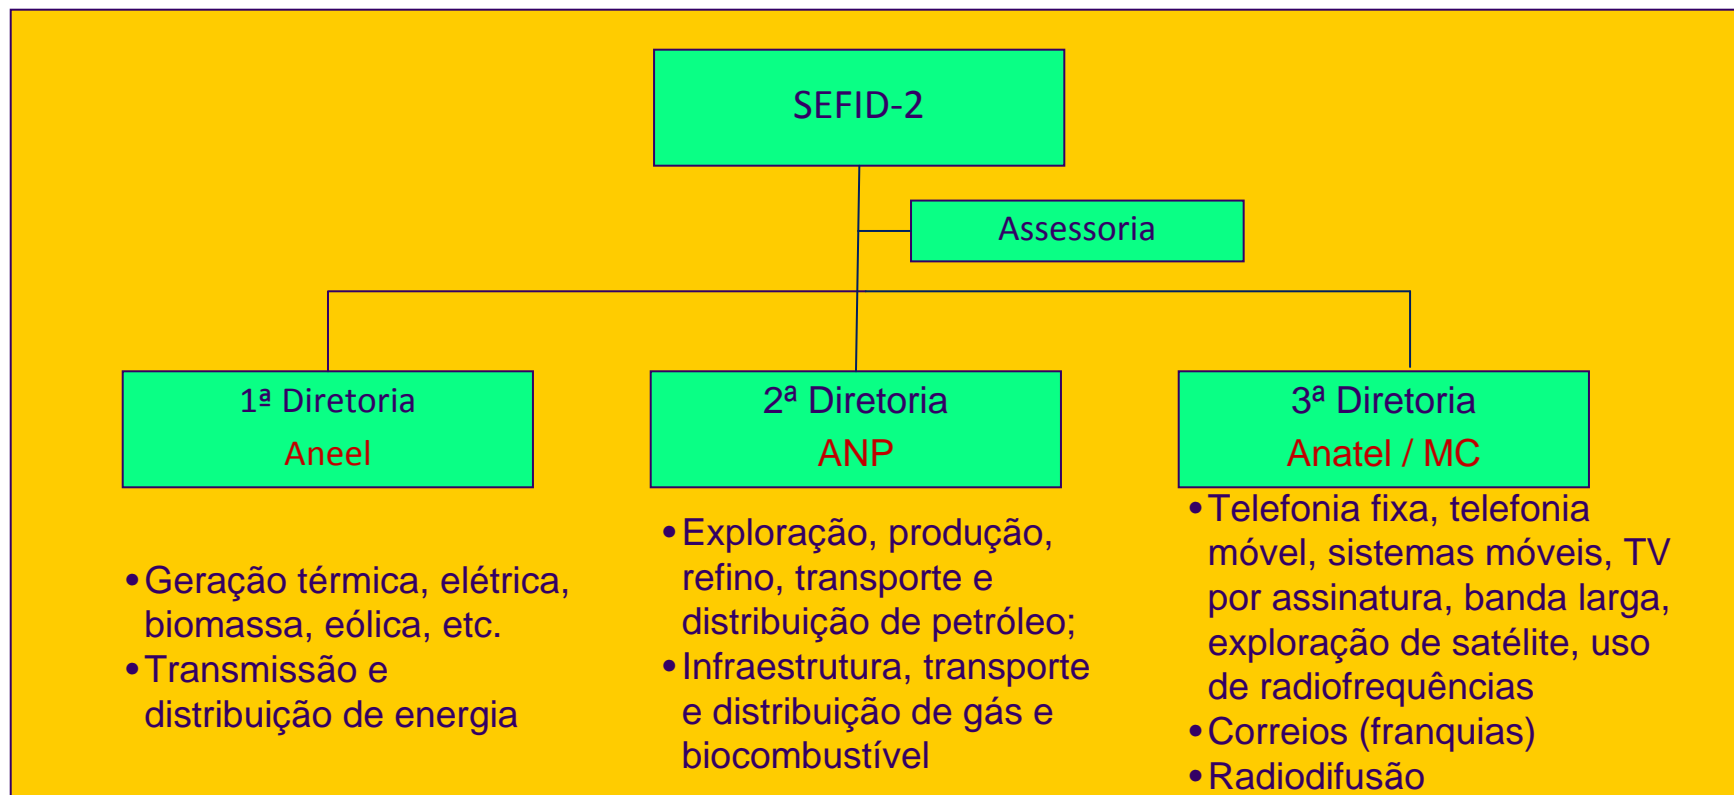 SEFID-2
Assessoria
1ª Diretoria
Aneel
2ª Diretoria
ANP
3ª Diretoria
Anatel / MC
•Geração térmica, elétrica,
biomassa, eólica, etc.
•Transmissão e
distribuição de energia
•Exploração, produção,
refino, transporte e
distribuição de petróleo;
•Infraestrutura, transporte
e distribuição de gás e
biocombustível
•Telefonia fixa, telefonia
móvel, sistemas móveis, TV
por assinatura, banda larga,
exploração de satélite, uso
de radiofrequências
•Correios (franquias)
•Radiodifusão